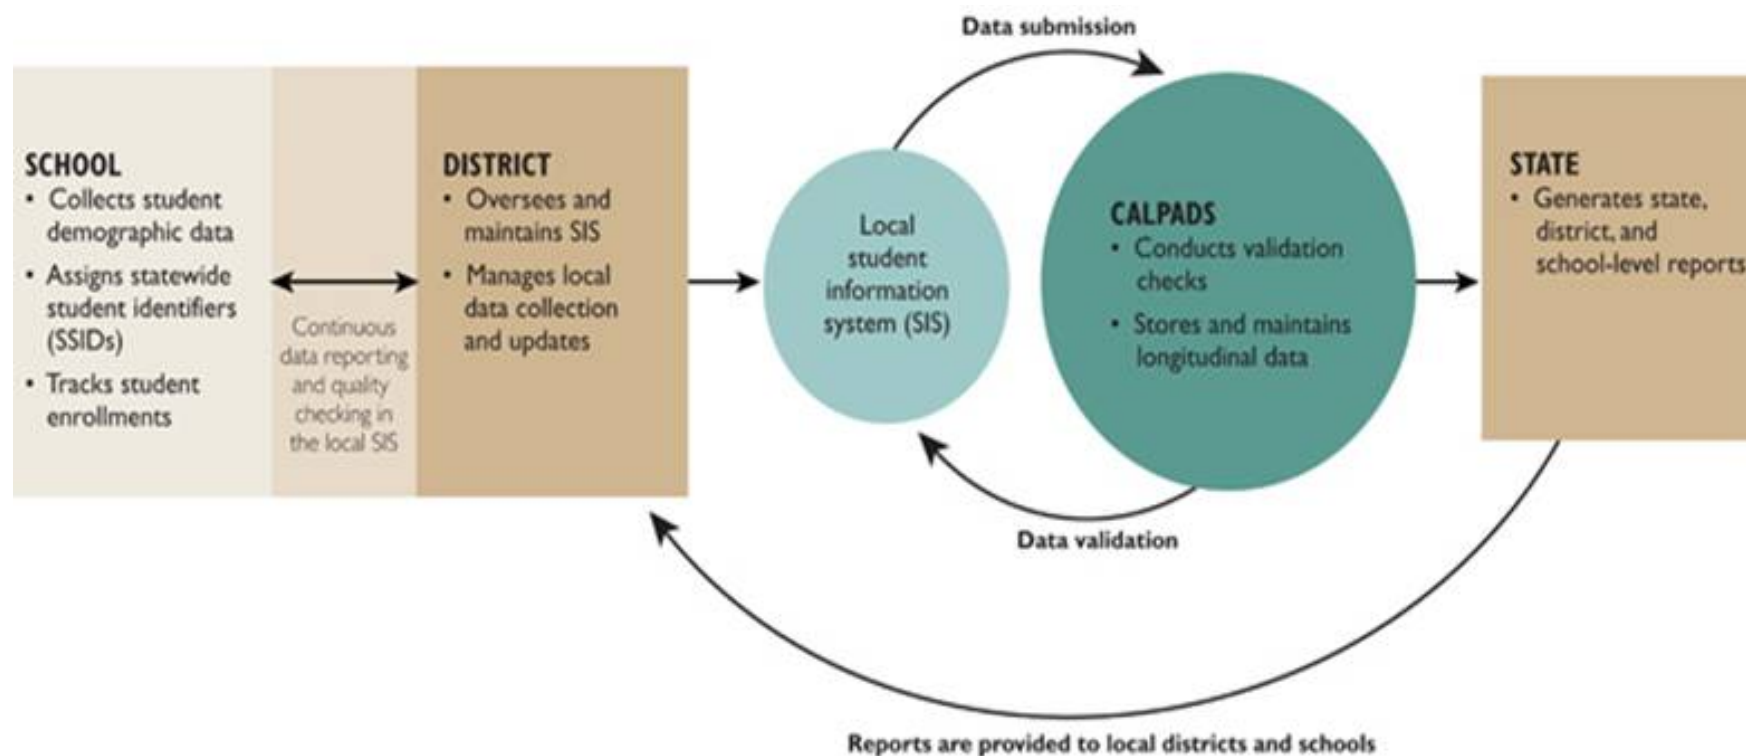 Data submission
SCHOOL
• Collects student
demographic data
• Assigns statewide
student identifiers
(SSIDs)
• Tracks student
enrollments
Continuous
data reporting
and quality
checking in
the local SIS
DISTRICT
• Oversees and
maintains SIS
• Manages local
data collection
and updates
Local
student
information
system (SIS)
CALPADS
• Conducts validation
checks
• Stores and maintains
longitudinal data
STATE
• Generates state,
district, and
school-level reports
Data validation
Reports are provided to local districts and schools